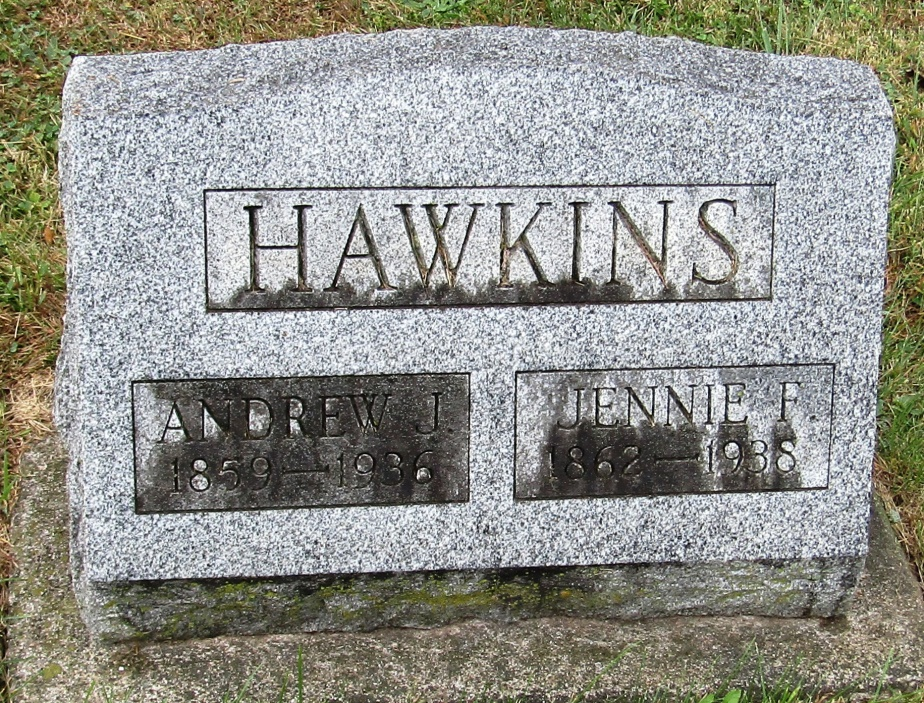 HAWKINS
ANDREW J.
1859—1936
JENNIE F.
1862—1938